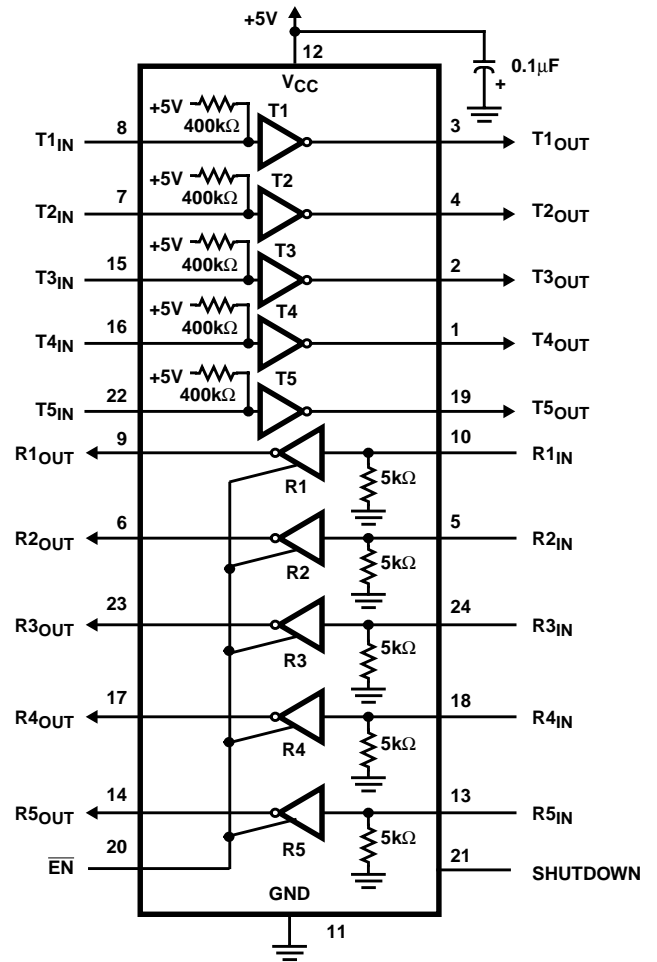 +5V
12
0.1µF
+
VCC
+5V
400kΩ
T1
T1IN
8
3
T1OUT
+5V
400kΩ
T2
T2IN
7
4
T2OUT
+5V
400kΩ
T3
T3IN
15
2
T3OUT
+5V
400kΩ
T4
T4IN
16
1
T4OUT
+5V
400kΩ
T5
T5IN
22
19
T5OUT
R1OUT
9
10
R1IN
R1
5kΩ
R2OUT
6
5
R2IN
R2
5kΩ
R3OUT
23
24
R3IN
R3
5kΩ
R4OUT
17
18
R4IN
R4
5kΩ
R5OUT
14
13
R5IN
R5
5kΩ
EN
20
21
SHUTDOWN
GND
11